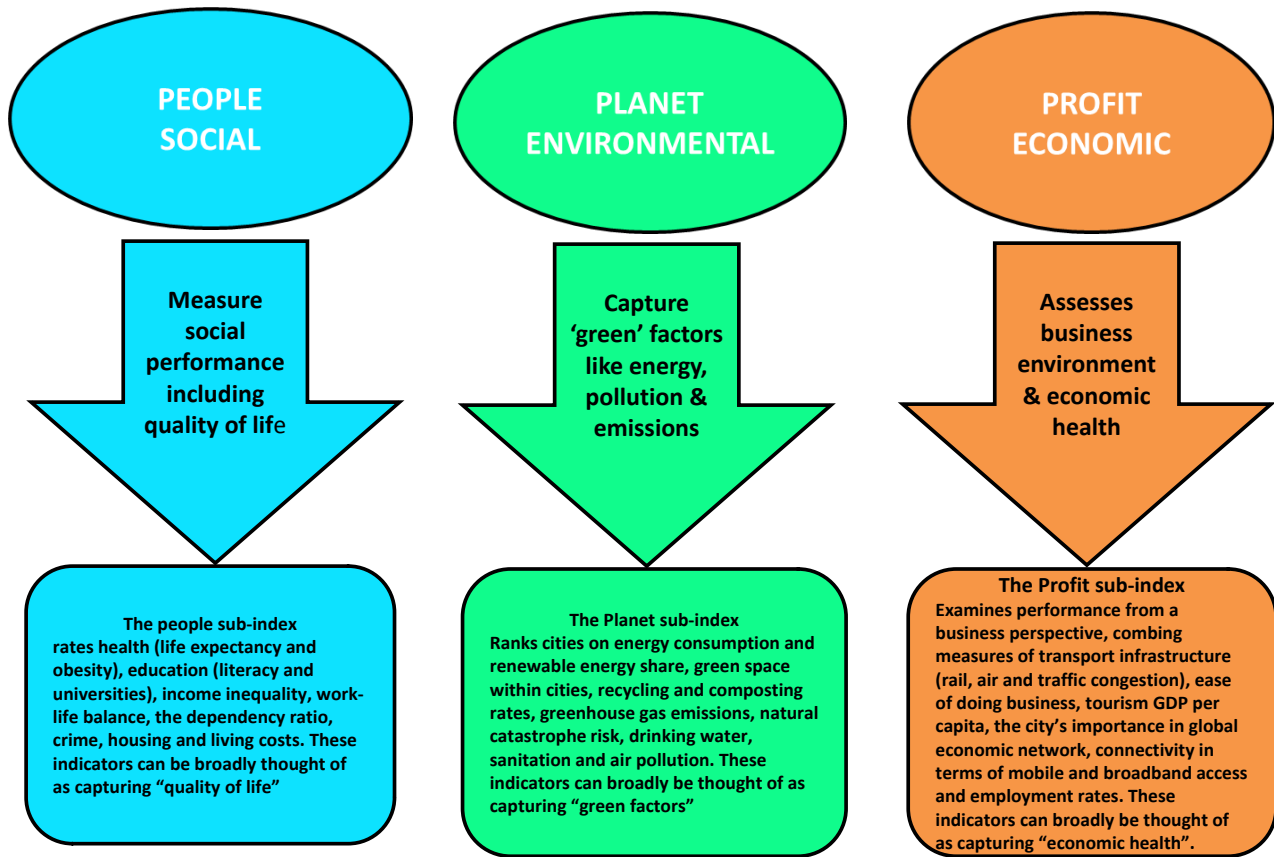 PEOPLE
SOCIAL
PLANET
ENVIRONMENTAL
PROFIT
ECONOMIC
Measure
social
performance
including
quality of life
Capture
‘green’ factors
like energy,
pollution &
emissions
Assesses
business
environment
& economic
health
The people sub-index
rates health (life expectancy and
obesity), education (literacy and
universities), income inequality, work-
life balance, the dependency ratio,
crime, housing and living costs. These
indicators can be broadly thought of
as capturing “quality of life”
The Planet sub-index
Ranks cities on energy consumption and
renewable energy share, green space
within cities, recycling and composting
rates, greenhouse gas emissions, natural
catastrophe risk, drinking water,
sanitation and air pollution. These
indicators can broadly be thought of as
capturing “green factors”
The Profit sub-index
Examines performance from a
business perspective, combing
measures of transport infrastructure
(rail, air and traffic congestion), ease
of doing business, tourism GDP per
capita, the city’s importance in global
economic network, connectivity in
terms of mobile and broadband access
and employment rates. These
indicators can broadly be thought of
as capturing “economic health”.